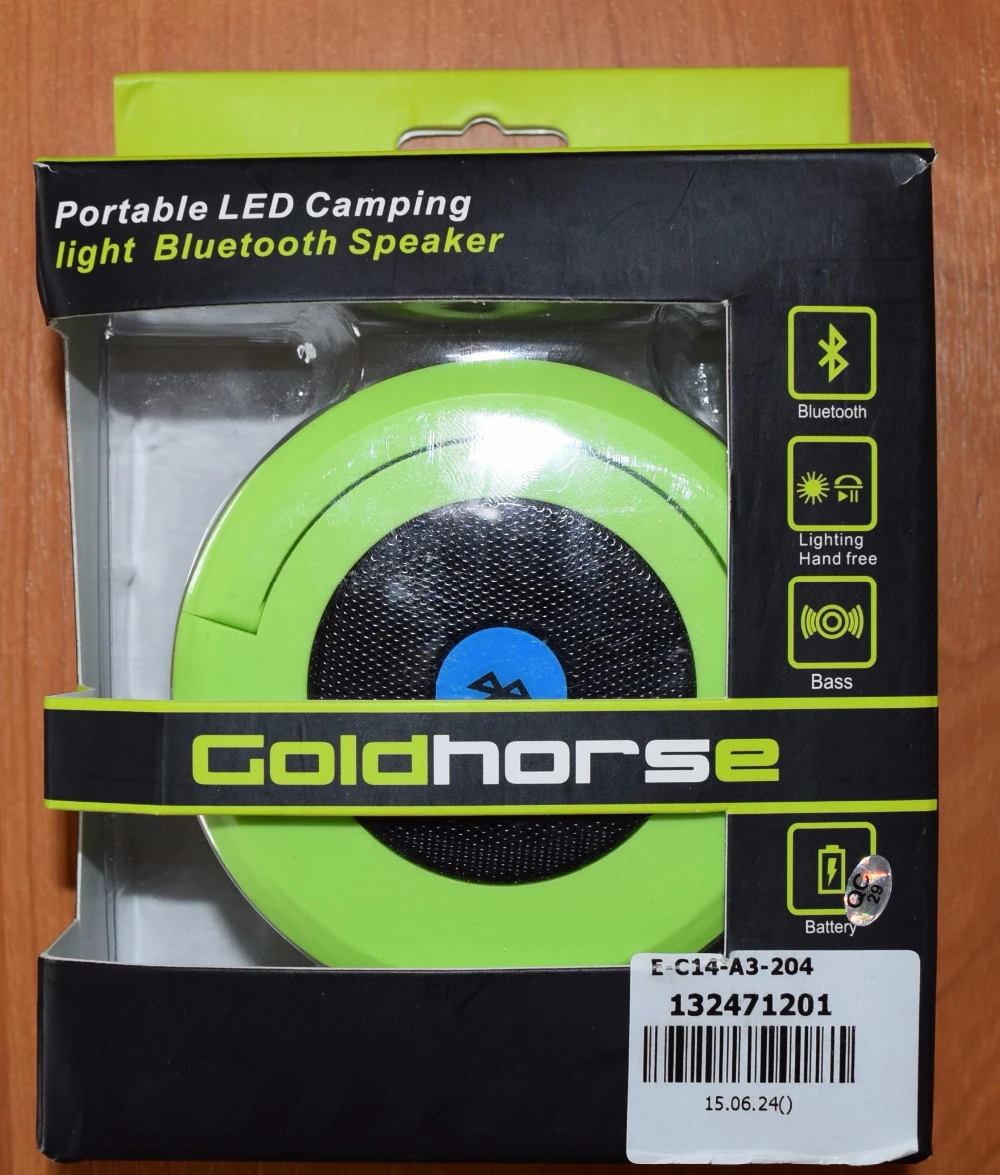 Portable LED Camping
light Bluetooth Speaker
Bluetooth
Lighting
Hand free
Bass
Goldhorse
Battery
QC
29
E-C14-A3-204
132471201
15.06.24()